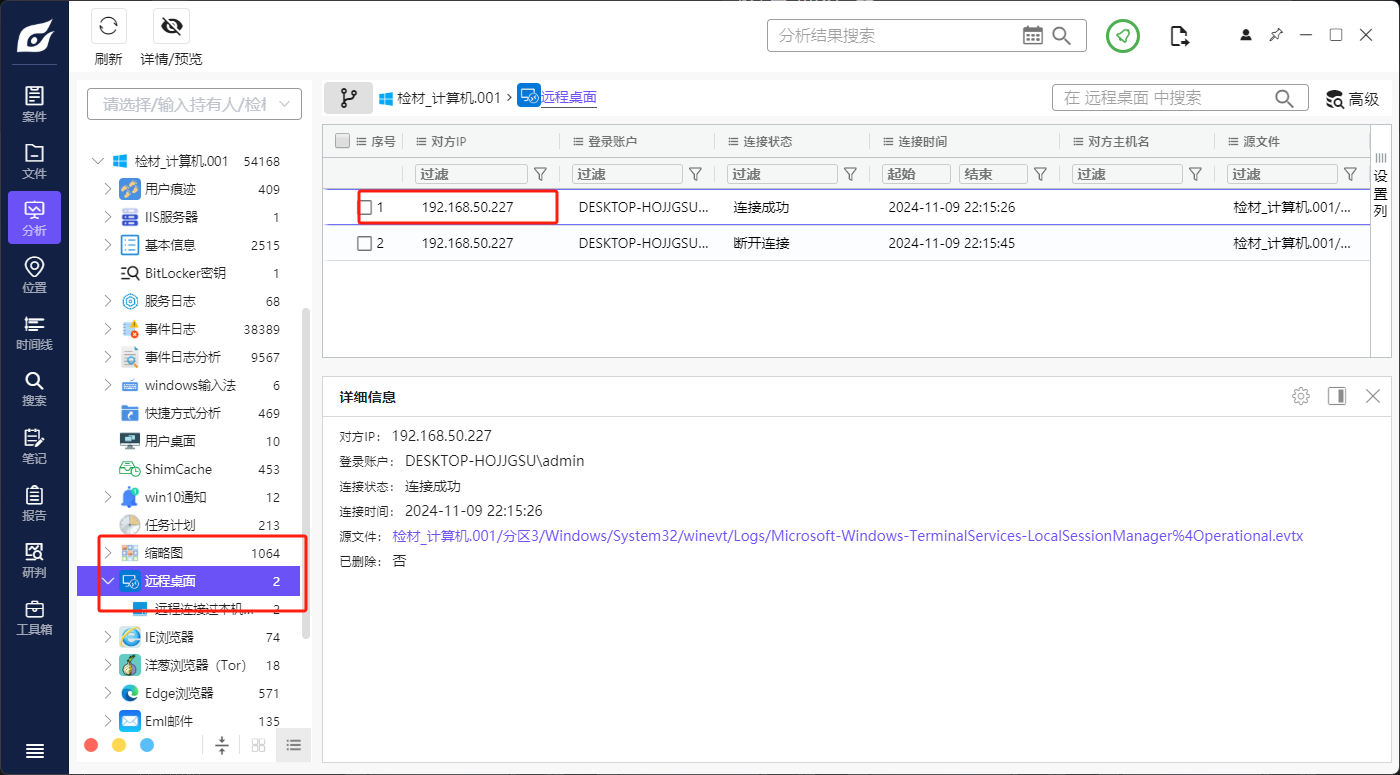 刷新
详情/预览
分析结果搜索
案件
文件
分析
位置
时间线
搜索
笔记
报告
研判
工具箱
请选择/输入持有人/检材
检材_计算机.001 54168
用户痕迹 409
IIS服务器 1
基本信息 2515
BitLocker密钥 1
服务日志 68
事件日志 38389
事件日志分析 9567
windows输入法 6
快捷方式分析 469
用户桌面 10
ShimCache 453
win10通知 12
任务计划 213
缩略图 1064
远程桌面 2
远程连接过本机... 2
IE浏览器 74
洋葱浏览器（Tor） 18
Edge浏览器 571
Eml邮件 135
检材_计算机.001 › 远程桌面
在 远程桌面 中搜索
高级
序号 对方IP 登录账户 连接状态 连接时间 对方主机名 源文件
过滤 过滤 过滤 起始 结束 过滤 过滤
1 192.168.50.227 DESKTOP-HOJJGSU... 连接成功 2024-11-09 22:15:26 检材_计算机.001/...
2 192.168.50.227 DESKTOP-HOJJGSU... 断开连接 2024-11-09 22:15:45 检材_计算机.001/...
设置列
详细信息
对方IP： 192.168.50.227
登录账户： DESKTOP-HOJJGSU\admin
连接状态： 连接成功
连接时间： 2024-11-09 22:15:26
源文件： 检材_计算机.001/分区3/Windows/System32/winevt/Logs/Microsoft-Windows-TerminalServices-LocalSessionManager%4Operational.evtx
已删除： 否